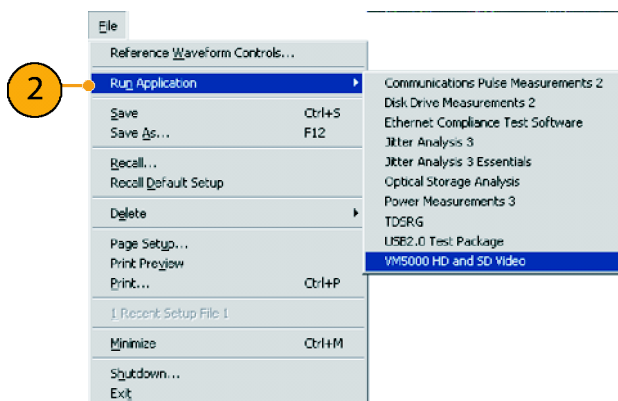 File
Reference Waveform Controls...
2
Run Application
Save Ctrl+S
Save As... F12
Recall...
Recall Default Setup
Delete
Page Setup...
Print Preview
Print... Ctrl+P
1 Recent Setup File 1
Minimize Ctrl+M
Shutdown...
Exit
Communications Pulse Measurements 2
Disk Drive Measurements 2
Ethernet Compliance Test Software
Jitter Analysis 3
Jitter Analysis 3 Essentials
Optical Storage Analysis
Power Measurements 3
TDSRG
USB2.0 Test Package
VM5000 HD and SD Video